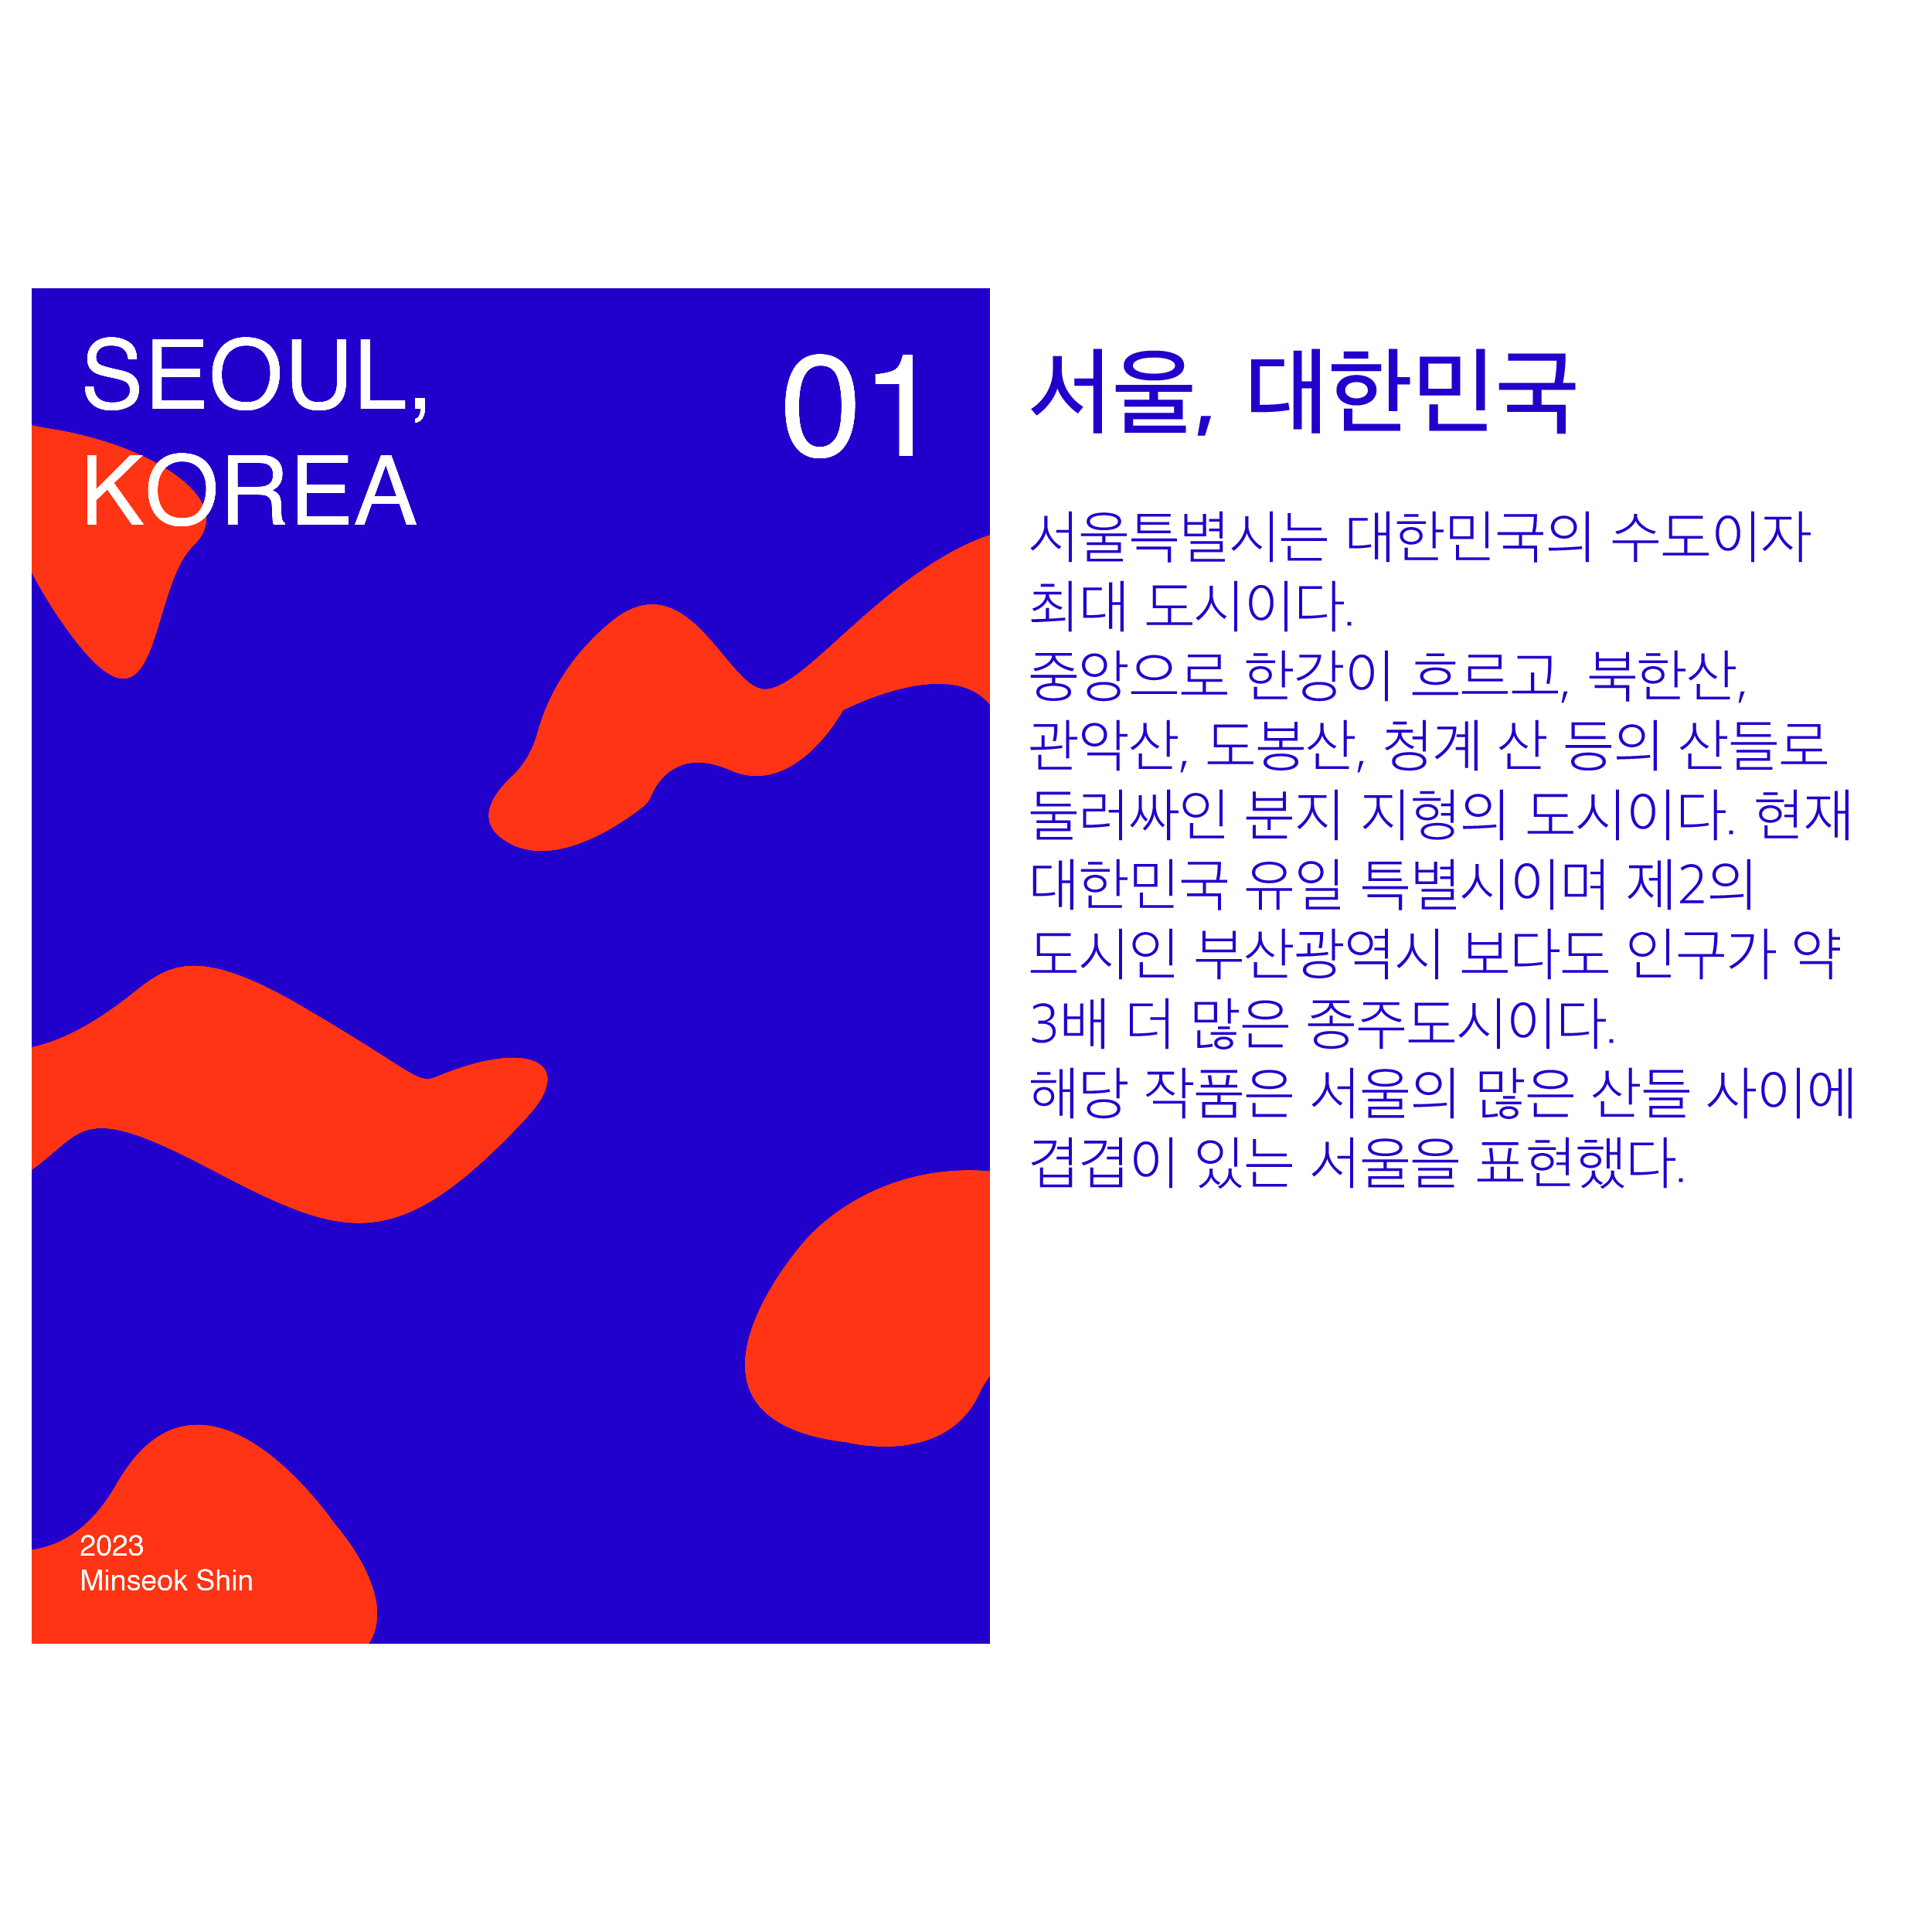 SEOUL,
KOREA
01
2023
Minseok Shin
서울, 대한민국
서울특별시는 대한민국의 수도이자
최대 도시이다.
중앙으로 한강이 흐르고, 북한산,
관악산, 도봉산, 청계 산 등의 산들로
둘러싸인 분지 지형의 도시이다. 현재
대한민국 유일 특별시이며 제2의
도시인 부산광역시 보다도 인구가 약
3배 더 많은 종주도시이다.
해당 작품은 서울의 많은 산들 사이에
겹겹이 있는 서울을 표현했다.